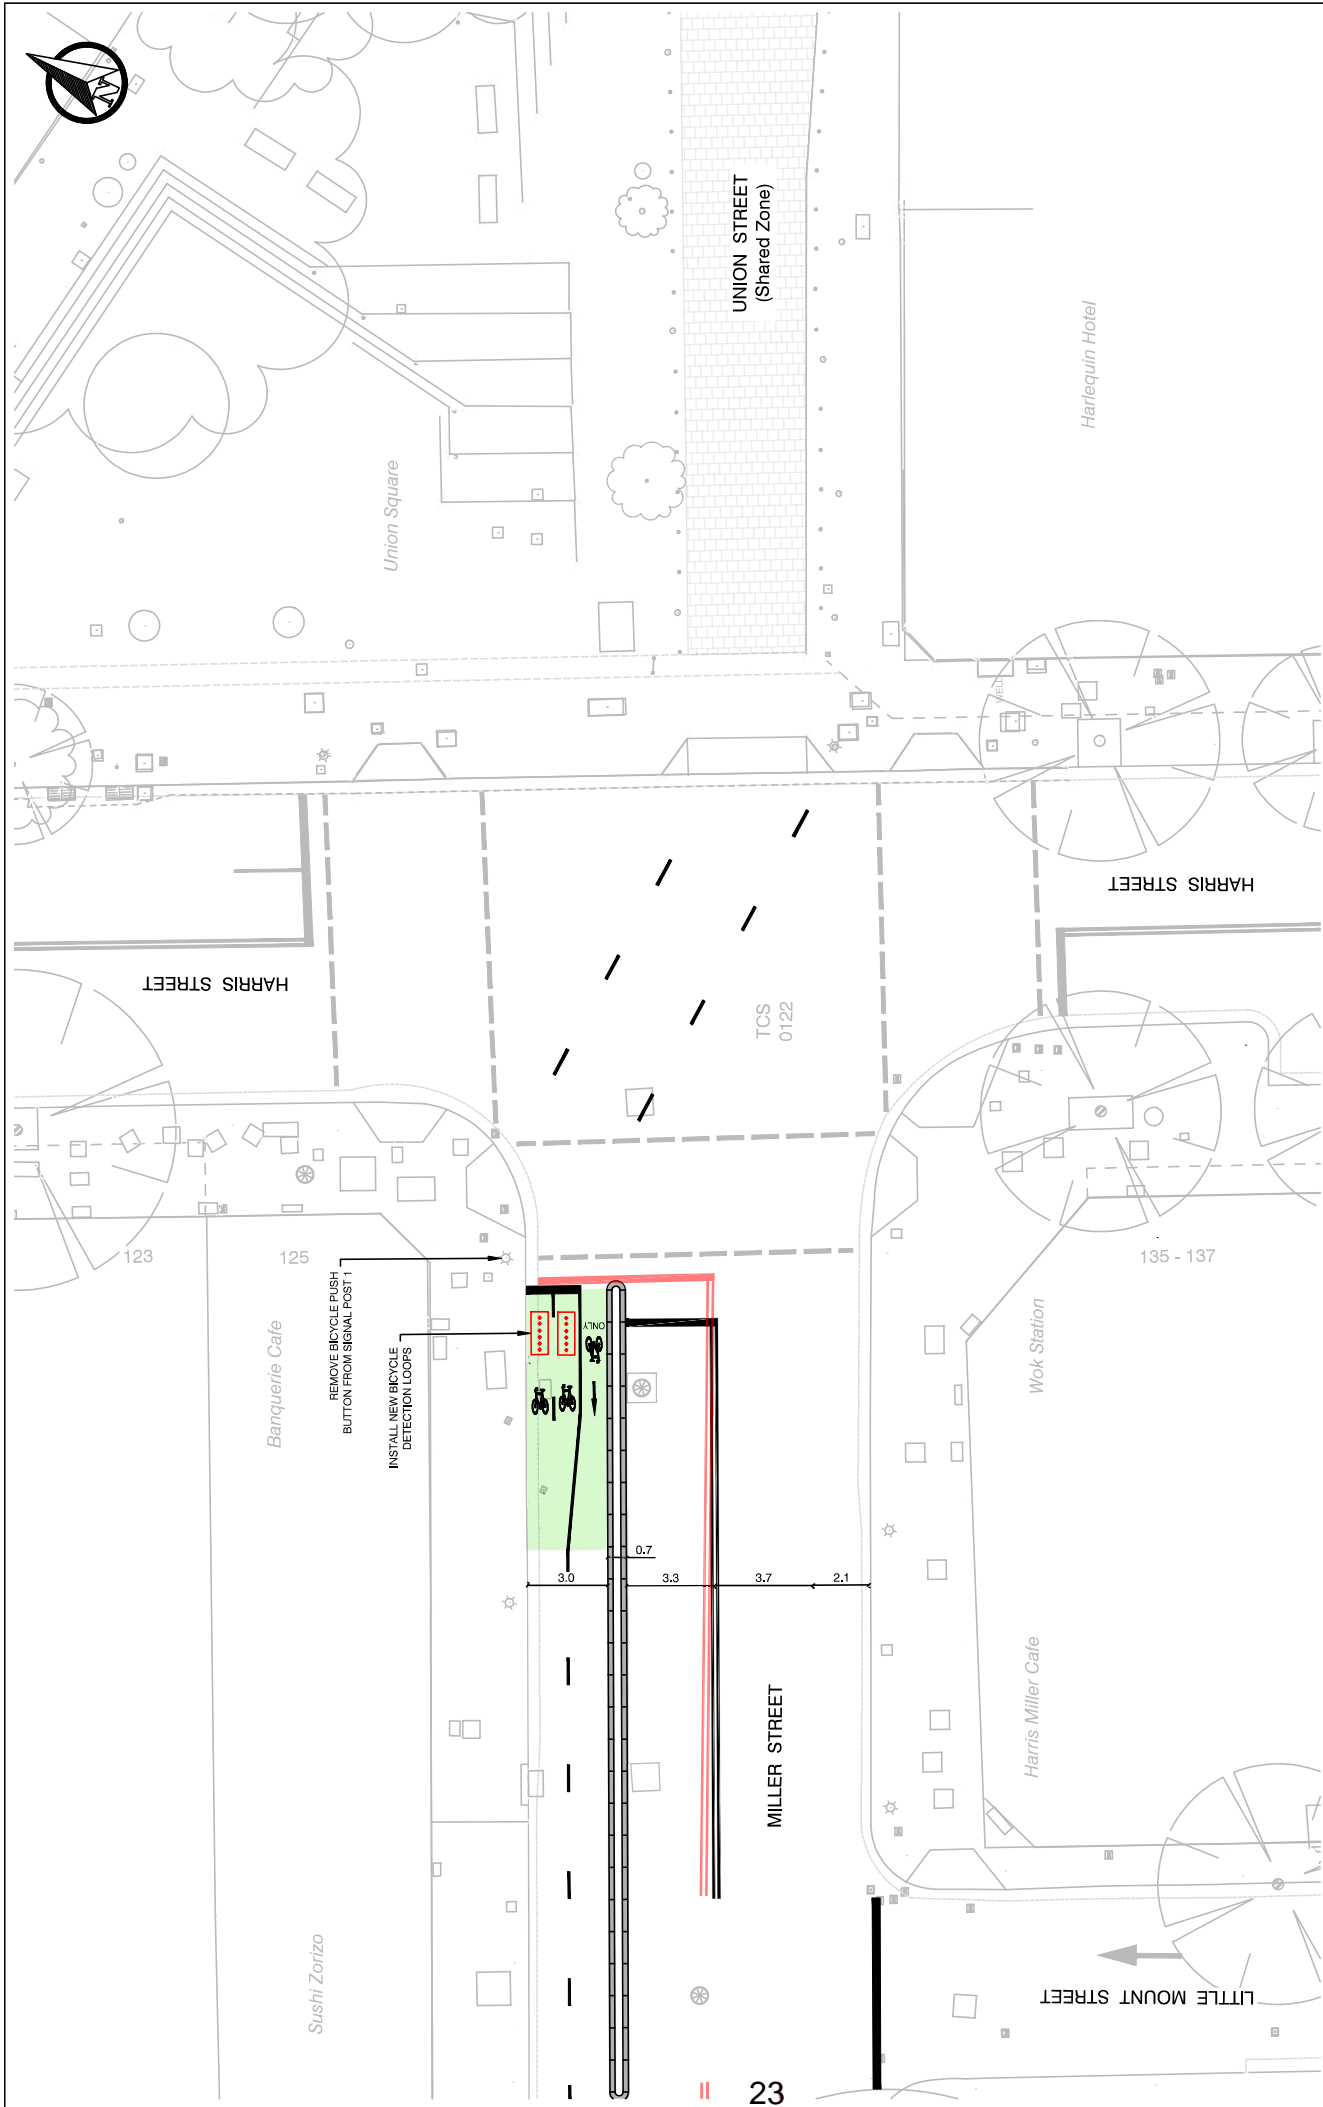 N
UNION STREET
(Shared Zone)
Harlequin Hotel
Union Square
WELL
HARRIS STREET
HARRIS STREET
TCS
0122
123
125
135 - 137
REMOVE BICYCLE PUSH
BUTTON FROM SIGNAL POST 1
INSTALL NEW BICYCLE
DETECTION LOOPS
ONLY
Banquerie Cafe
Wok Station
0.7
3.0
3.3
3.7
2.1
MILLER STREET
Harris Miller Cafe
Sushi Zorizo
LITTLE MOUNT STREET
23